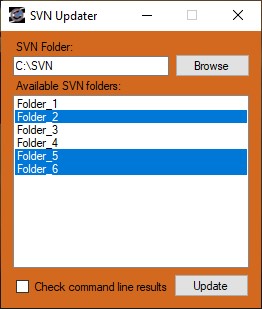 SVN Updater
SVN Folder:
C:\SVN
Browse
Available SVN folders:
Folder_1
Folder_2
Folder_3
Folder_4
Folder_5
Folder_6
Check command line results
Update